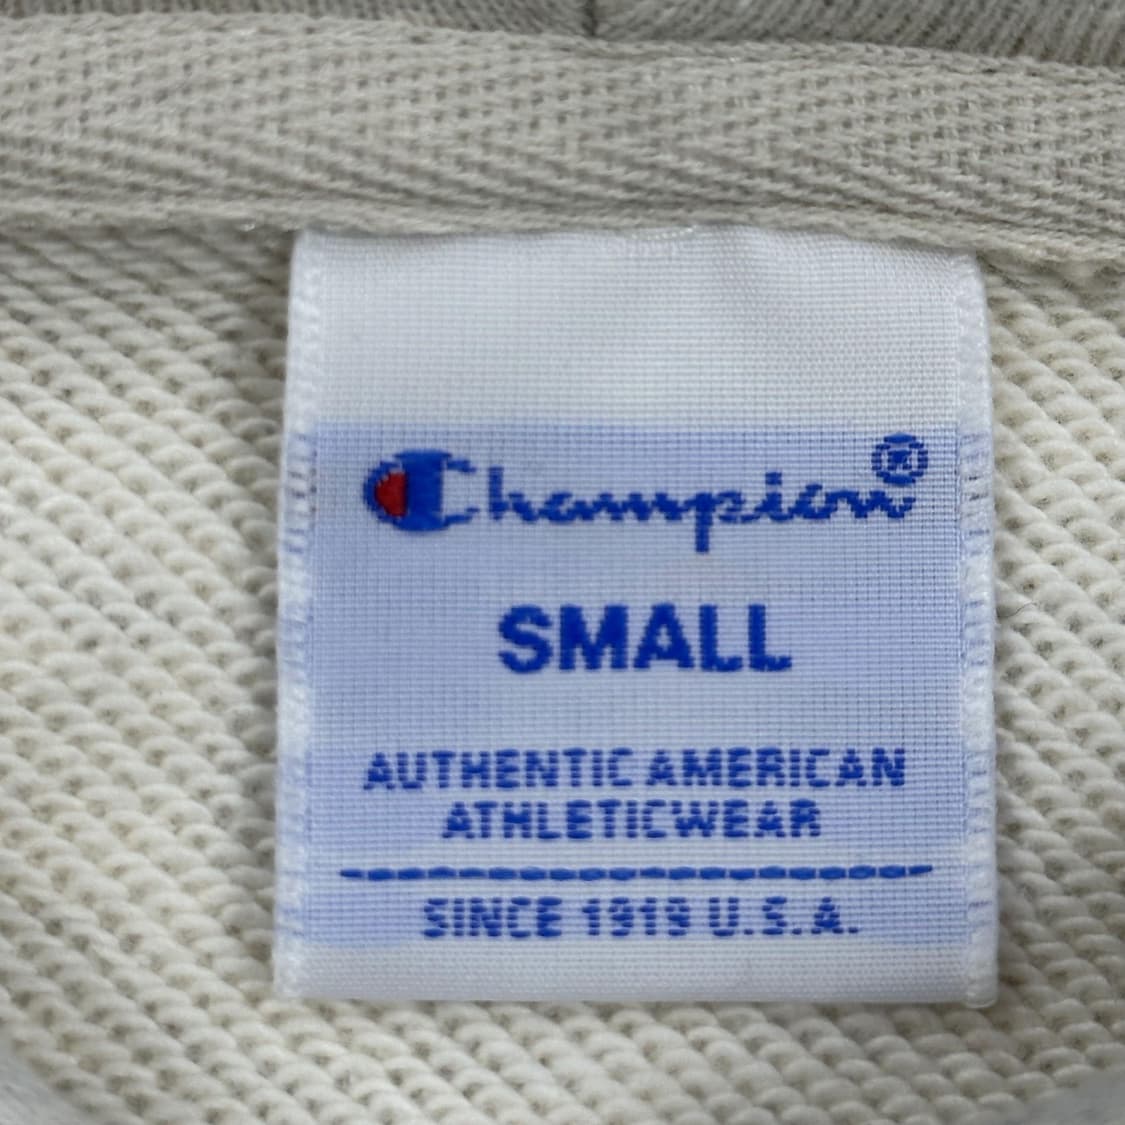 Champion®
SMALL
AUTHENTIC AMERICAN
ATHLETICWEAR
SINCE 1919 U.S.A.